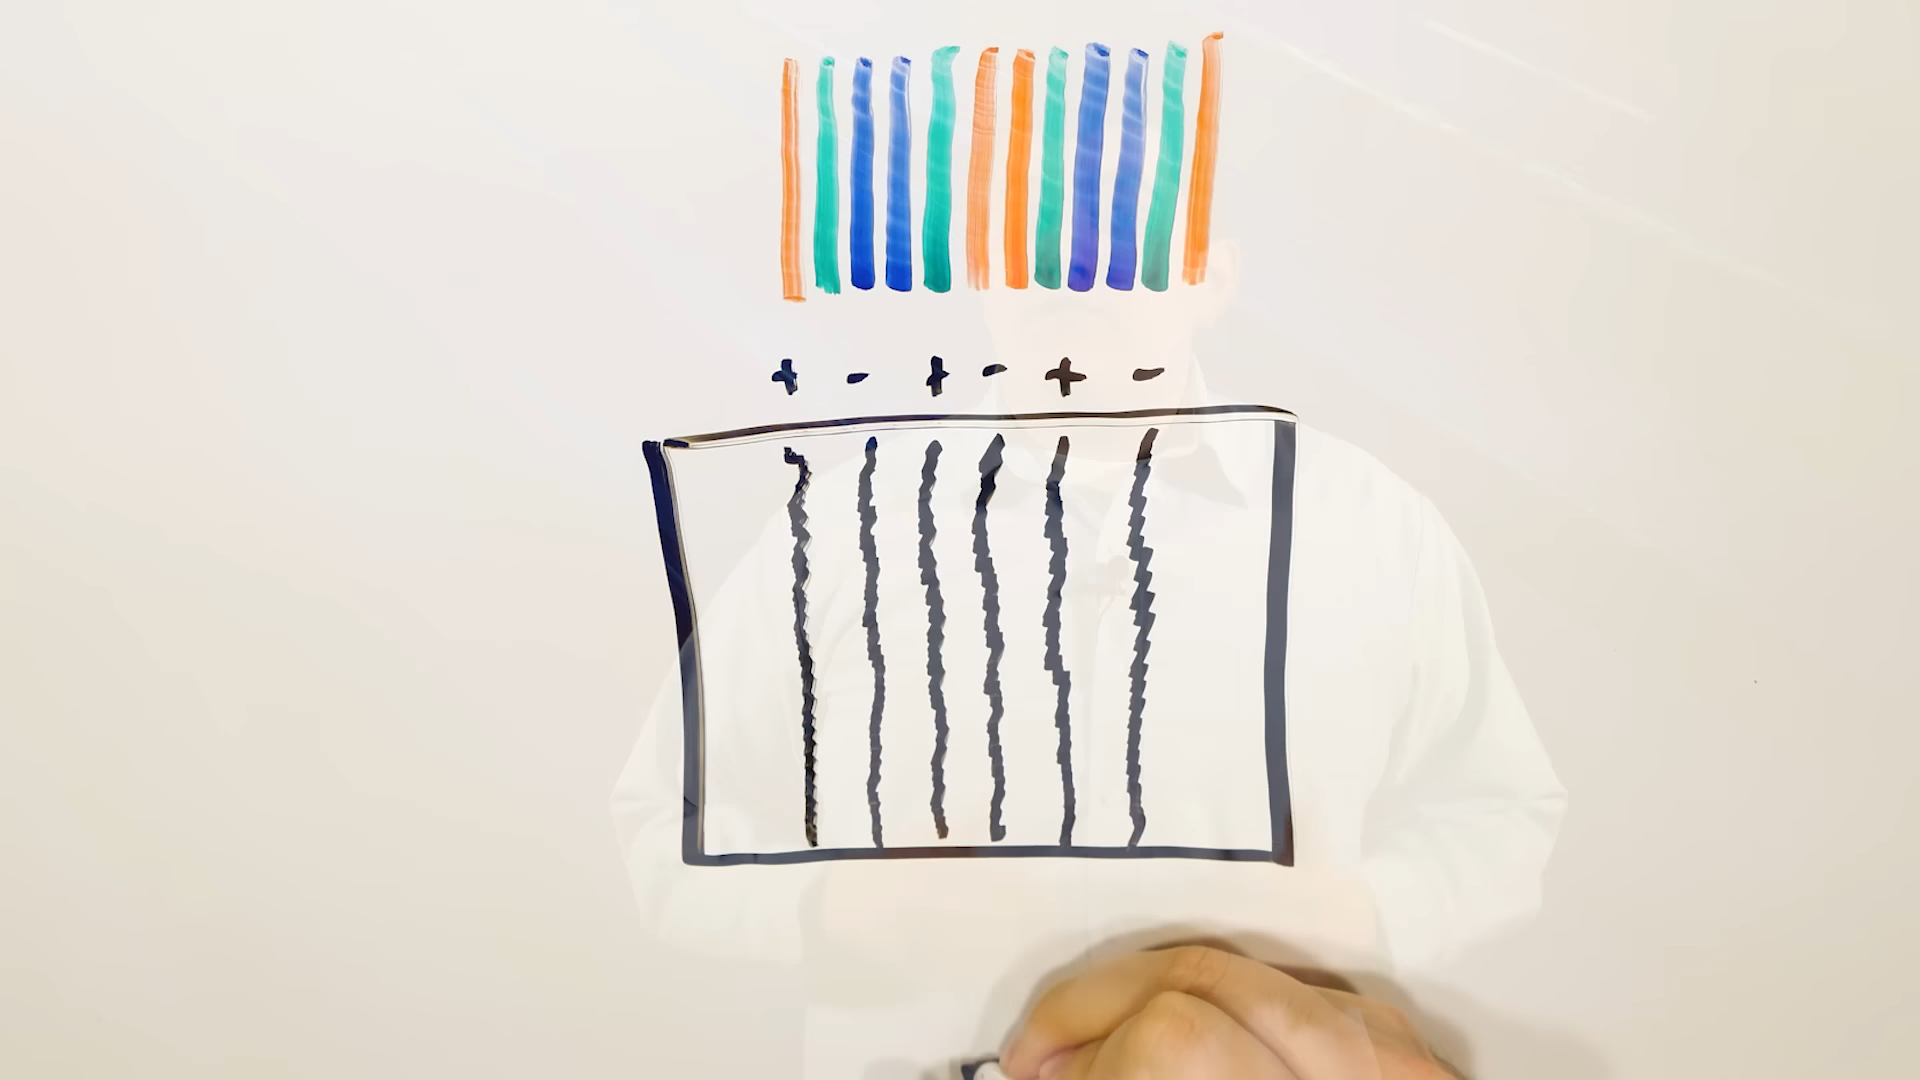 + - + - + -